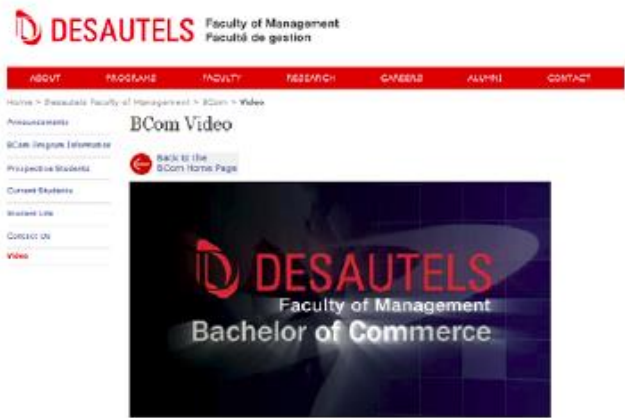 DESAUTELS Faculty of Management
Faculté de gestion
ABOUT PROGRAMS FACULTY RESEARCH CAREERS ALUMNI CONTACT
Home > Desautels Faculty of Management > BCom > Video
Announcements
BCom Program Information
Prospective Students
Current Students
Student Life
Contact Us
Video
BCom Video
Back to the
BCom Home Page
DESAUTELS
Faculty of Management
Bachelor of Commerce